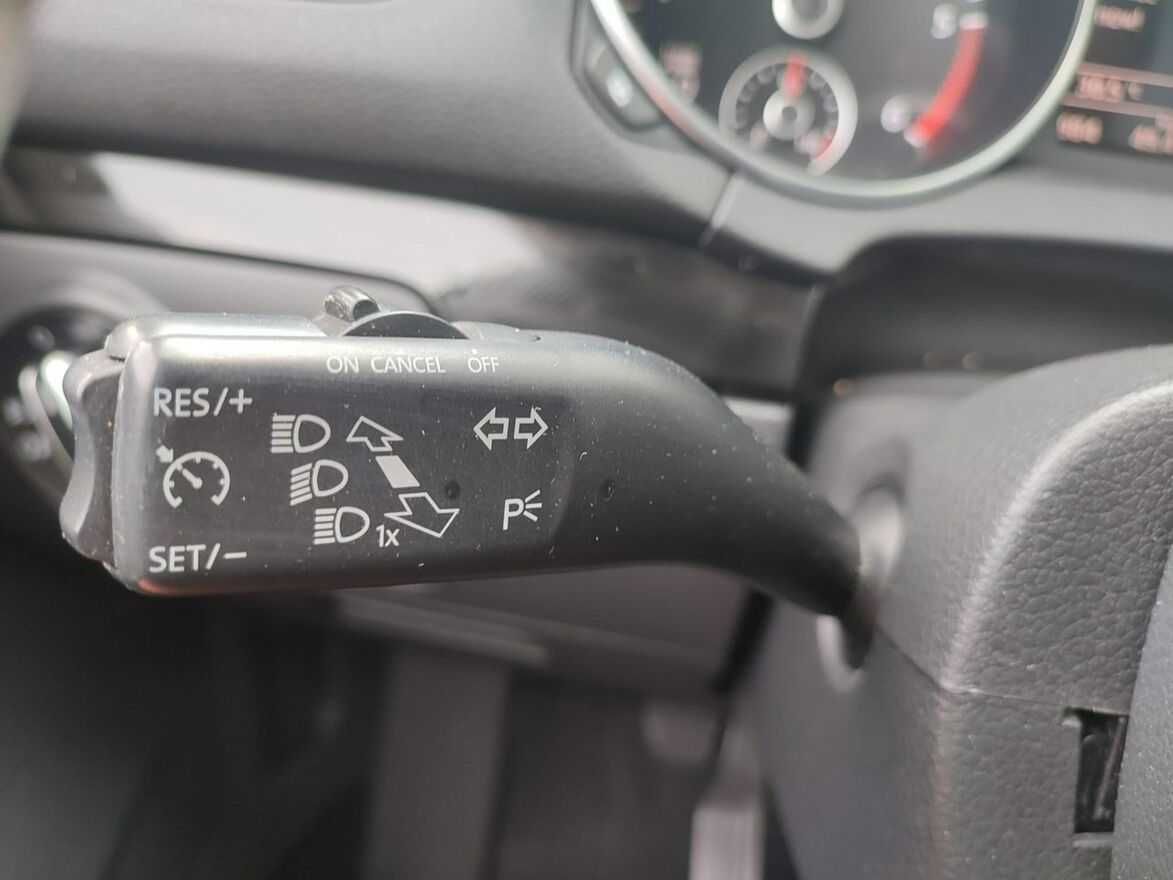 ON CANCEL OFF
RES/+
1x
P
SET/-